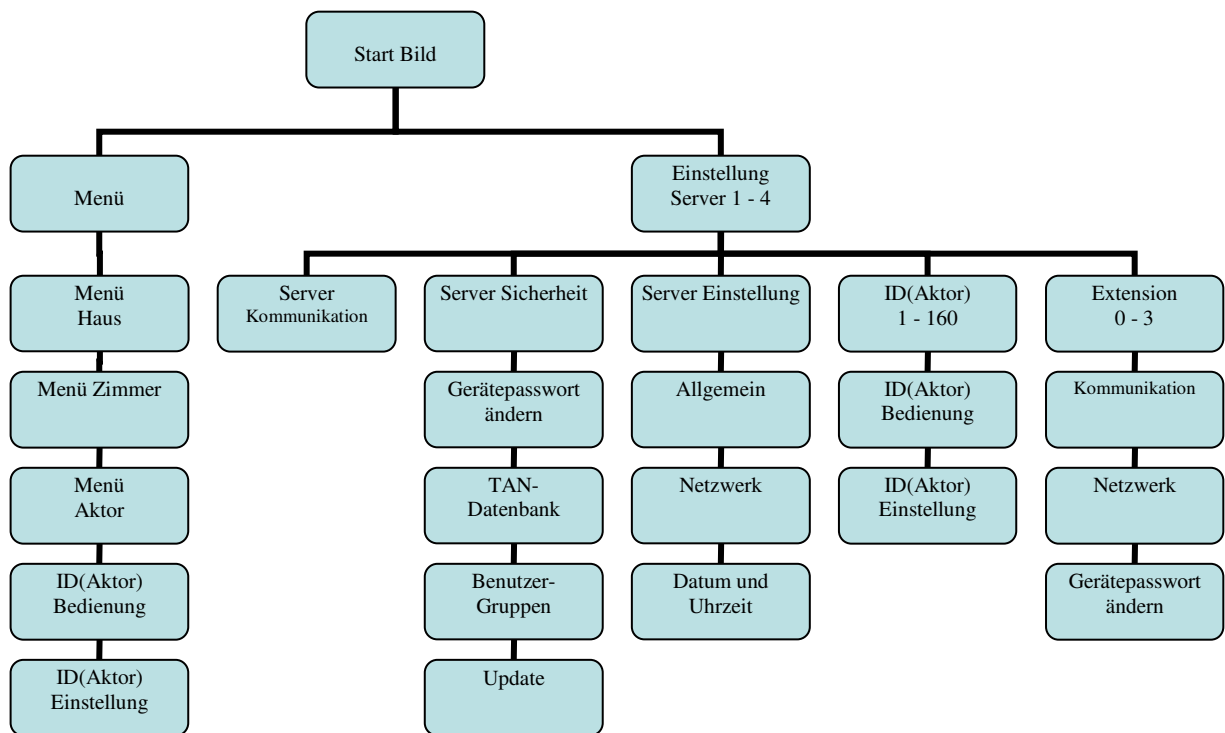 Start Bild
Menü
Einstellung
Server 1 - 4
Menü
Haus
Server
Kommunikation
Server Sicherheit
Server Einstellung
ID(Aktor)
1 - 160
Extension
0 - 3
Menü Zimmer
Gerätepasswort
ändern
Allgemein
ID(Aktor)
Bedienung
Kommunikation
Menü
Aktor
TAN-
Datenbank
Netzwerk
ID(Aktor)
Einstellung
Netzwerk
ID(Aktor)
Bedienung
Benutzer-
Gruppen
Datum und
Uhrzeit
Gerätepasswort
ändern
ID(Aktor)
Einstellung
Update